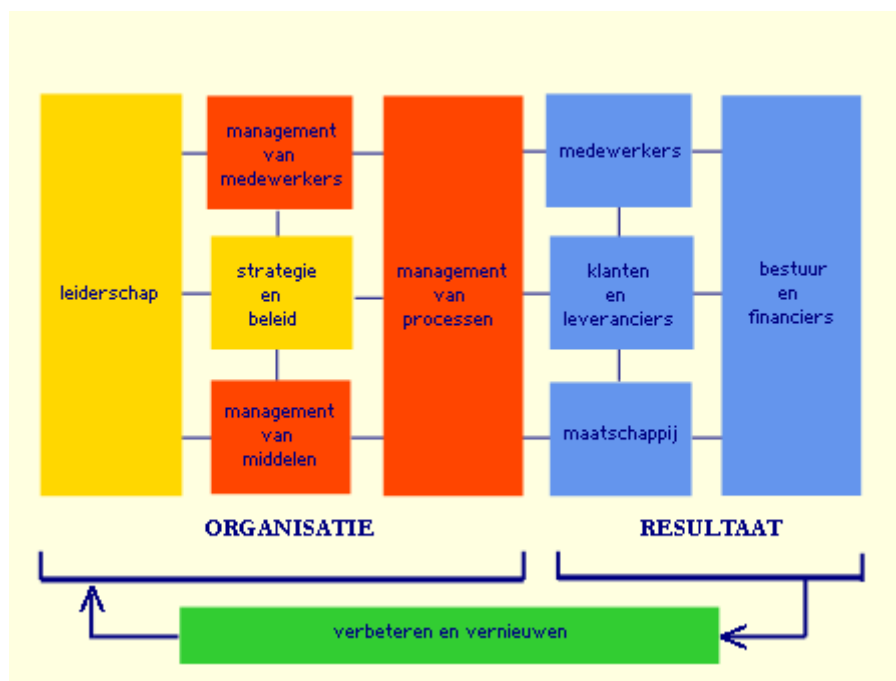 leiderschap
management
van
medewerkers
strategie
en
beleid
management
van
middelen
management
van
processen
medewerkers
klanten
en
leveranciers
maatschappij
bestuur
en
financiers
ORGANISATIE
RESULTAAT
verbeteren en vernieuwen